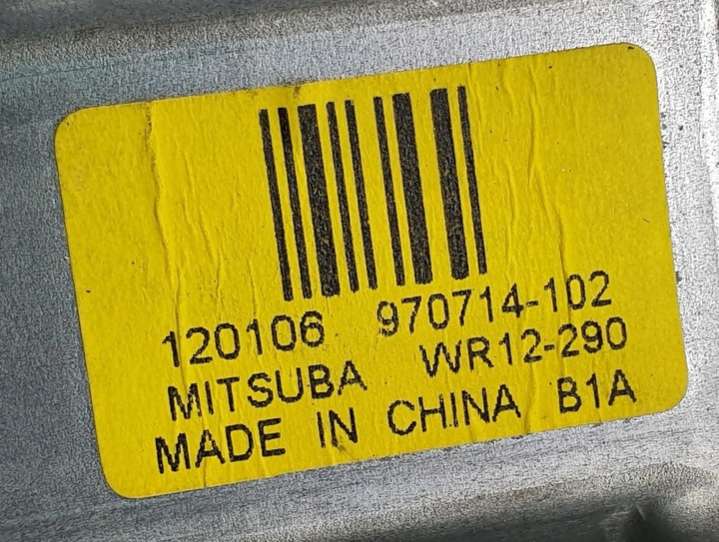 120106 970714-102
MITSUBA WR12-290
MADE IN CHINA B1A